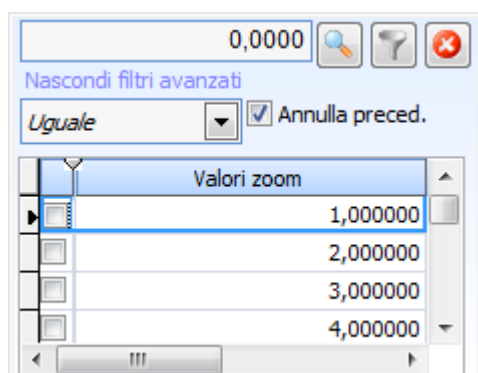 0,0000
Nascondi filtri avanzati
Uguale
Annulla preced.
Valori zoom
1,000000
2,000000
3,000000
4,000000